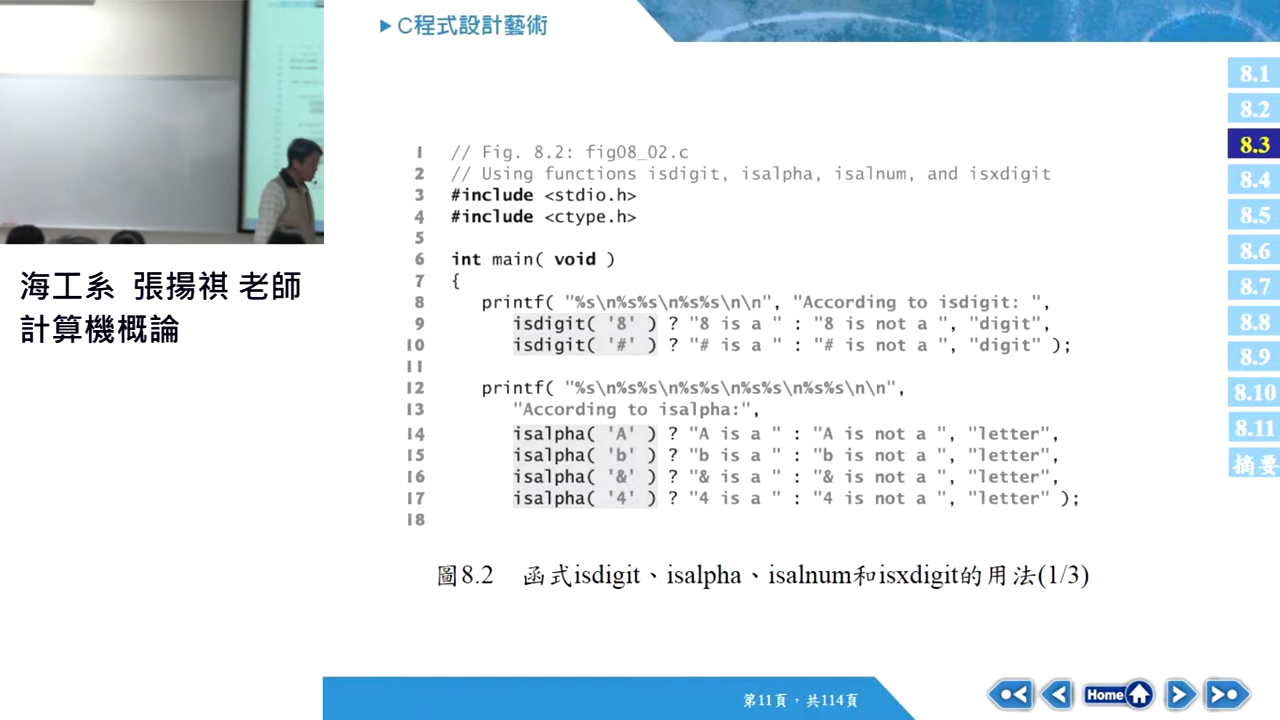 C程式設計藝術
海工系 張揚祺 老師
計算機概論
1 // Fig. 8.2: fig08_02.c
2 // Using functions isdigit, isalpha, isalnum, and isxdigit
3 #include <stdio.h>
4 #include <ctype.h>
5
6 int main( void )
7 {
8 printf( "%s\n%s%s\n%s%s\n\n", "According to isdigit: ",
9 isdigit( '8' ) ? "8 is a " : "8 is not a ", "digit",
10 isdigit( '#' ) ? "# is a " : "# is not a ", "digit" );
11
12 printf( "%s\n%s%s\n%s%s\n%s%s\n%s%s\n\n",
13 "According to isalpha:",
14 isalpha( 'A' ) ? "A is a " : "A is not a ", "letter",
15 isalpha( 'b' ) ? "b is a " : "b is not a ", "letter",
16 isalpha( '&' ) ? "& is a " : "& is not a ", "letter",
17 isalpha( '4' ) ? "4 is a " : "4 is not a ", "letter" );
18
圖8.2 函式isdigit、isalpha、isalnum和isxdigit的用法(1/3)
8.1
8.2
8.3
8.4
8.5
8.6
8.7
8.8
8.9
8.10
8.11
摘要
第11頁，共114頁
Home